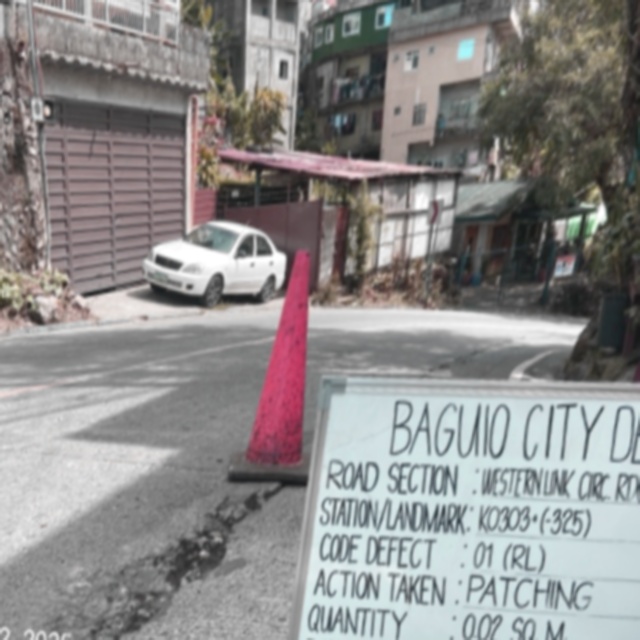 BAGUIO CITY DE
ROAD SECTION : WESTERN LINK CIRC. RD
STATION/LANDMARK: K0303+(-325)
CODE DEFECT : 01 (RL)
ACTION TAKEN : PATCHING
QUANTITY : 0.02 SQ.M
2025